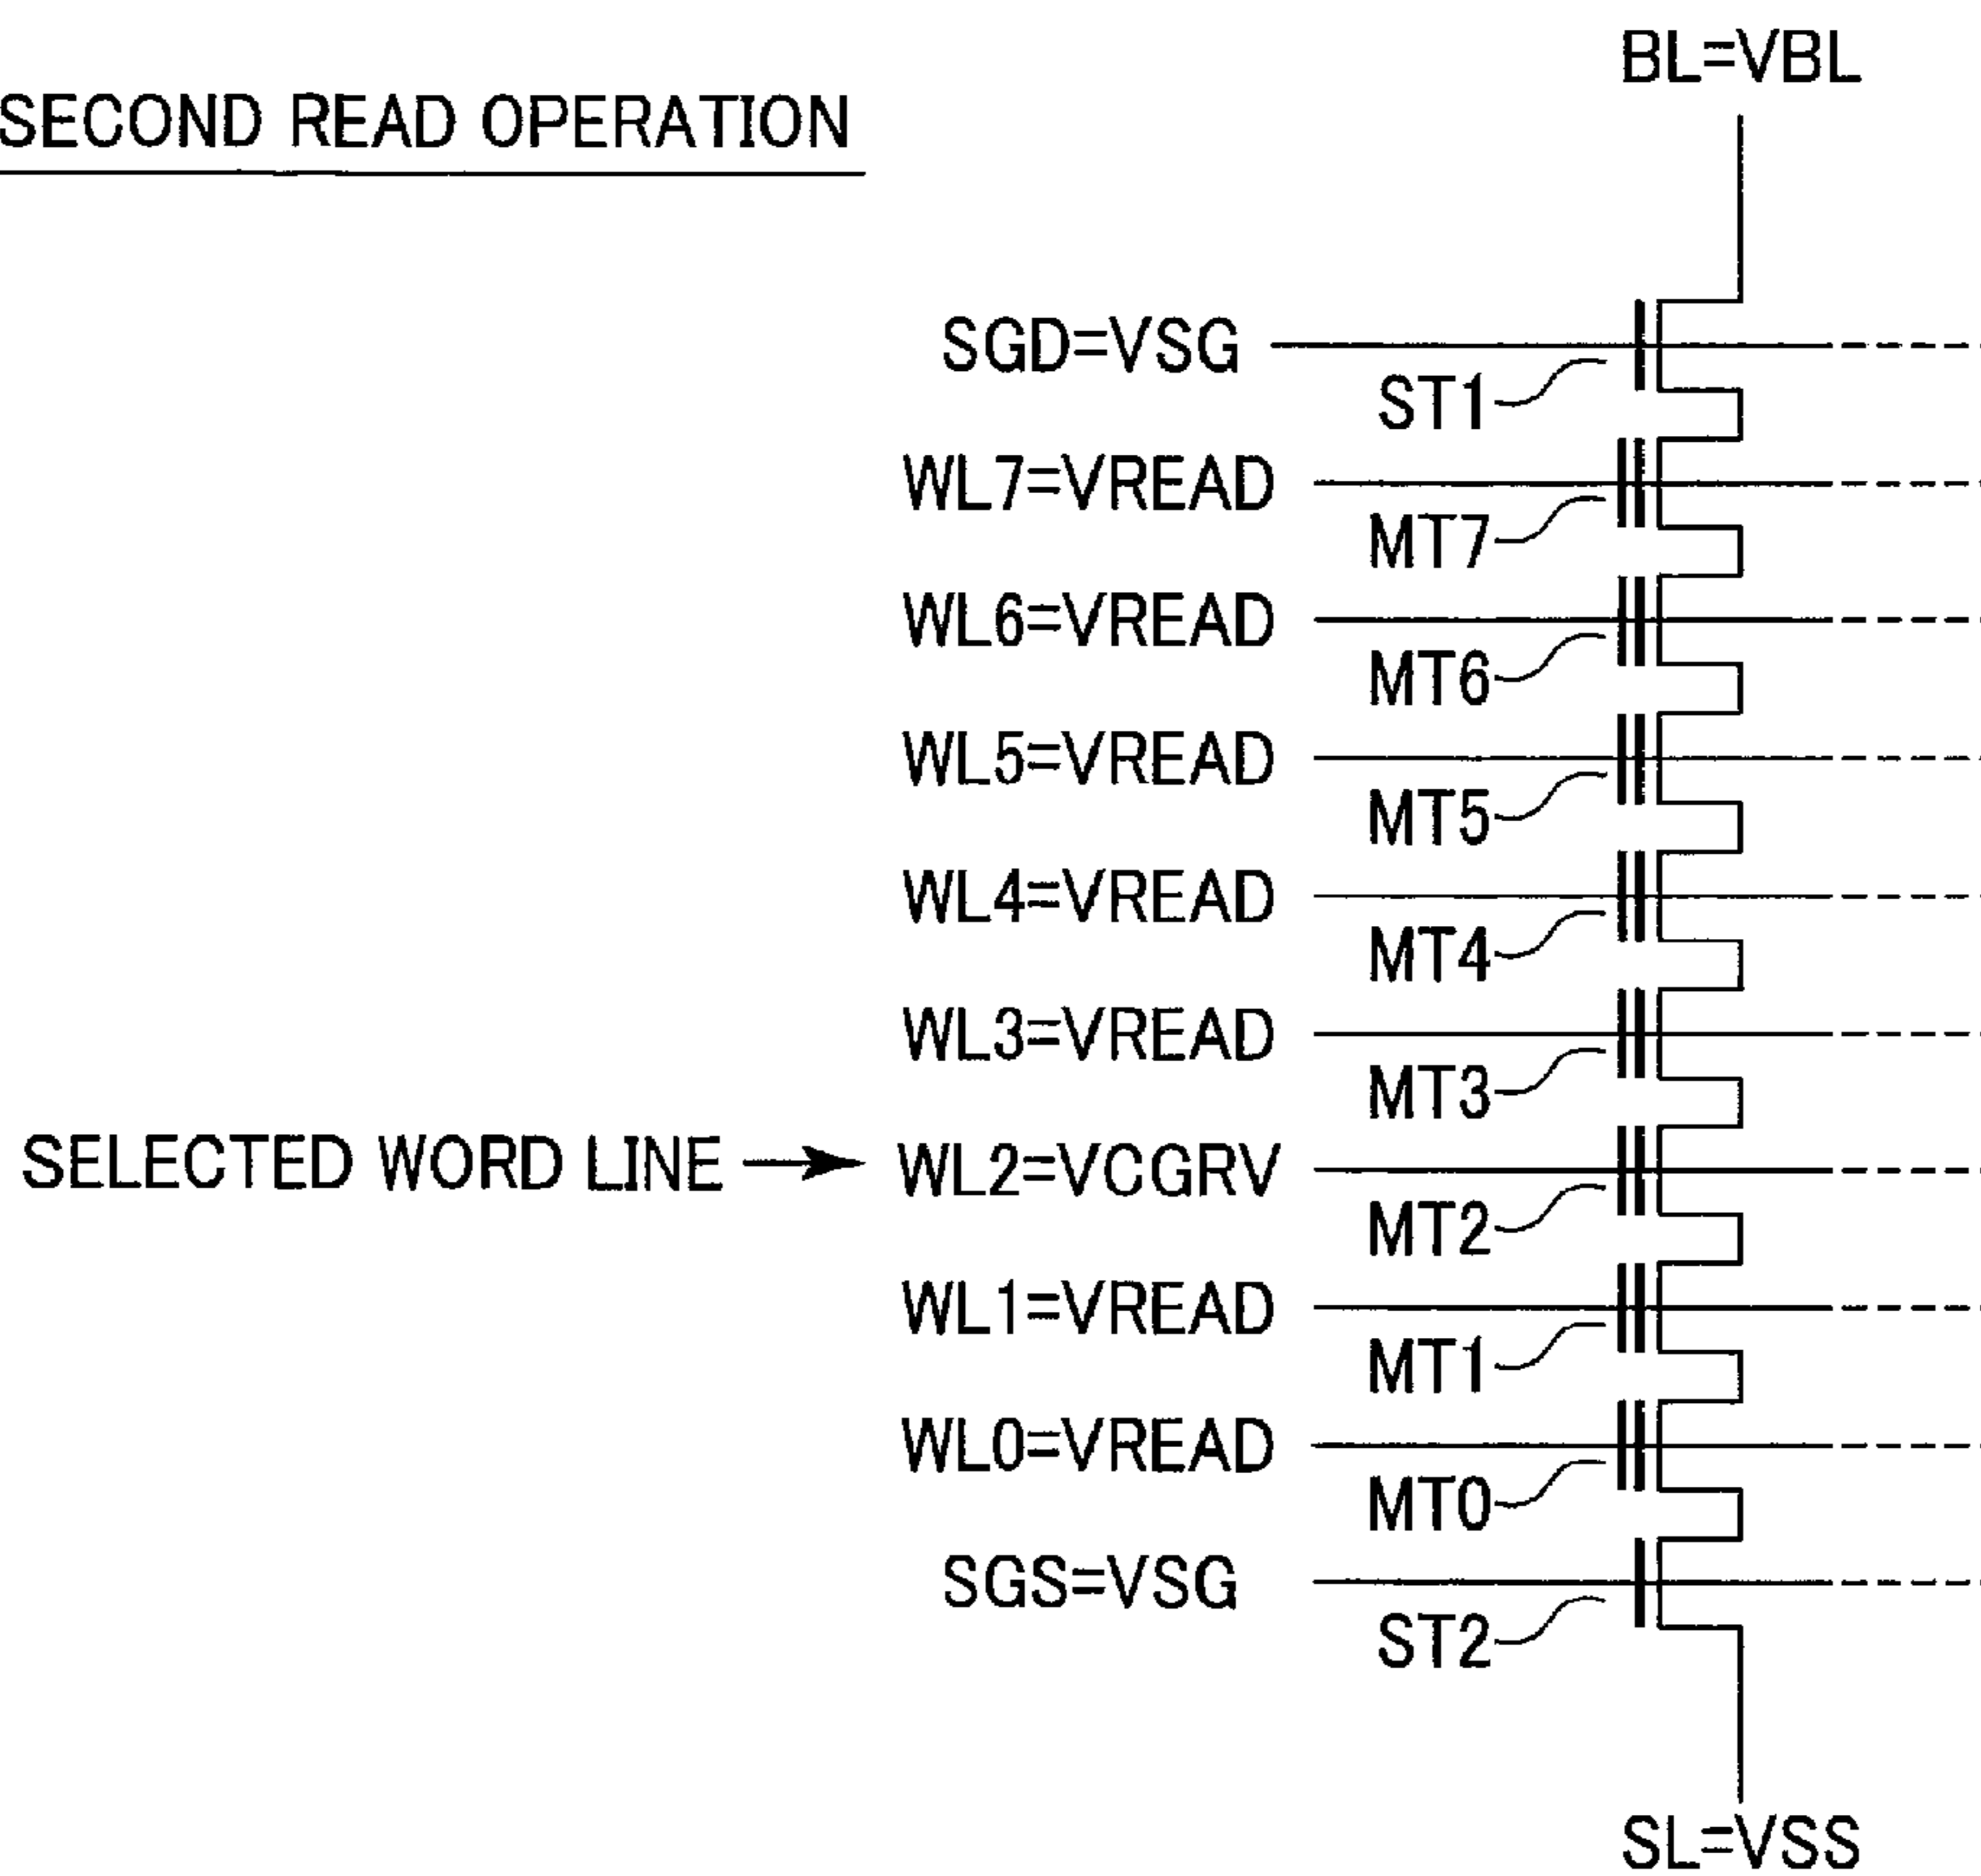 BL=VBL
SECOND READ OPERATION
SGD=VSG
ST1
WL7=VREAD
MT7
WL6=VREAD
MT6
WL5=VREAD
MT5
WL4=VREAD
MT4
WL3=VREAD
MT3
SELECTED WORD LINE WL2=VCGRV
MT2
WL1=VREAD
MT1
WL0=VREAD
MT0
SGS=VSG
ST2
SL=VSS